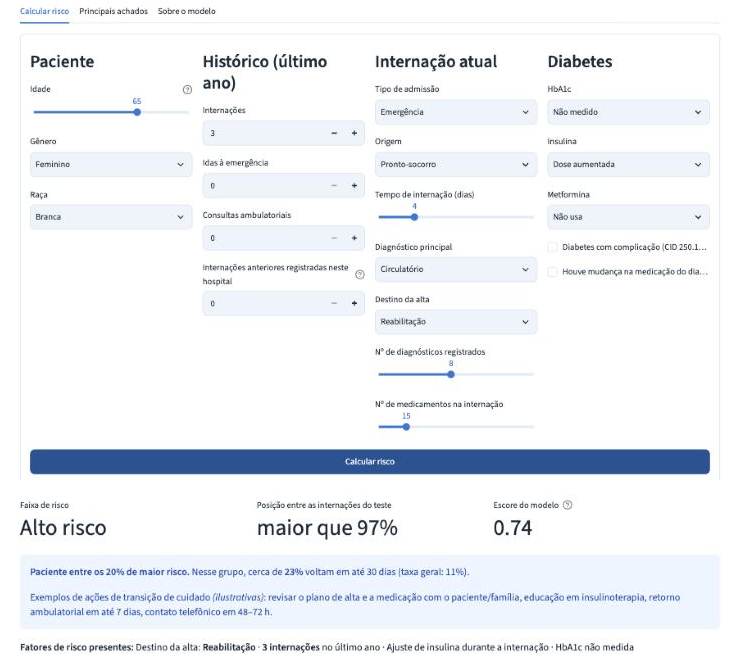 Calcular risco Principais achados Sobre o modelo
Paciente
Idade
65
Gênero
Feminino
Raça
Branca
Histórico (último
ano)
Internações
3
Idas à emergência
0
Consultas ambulatoriais
0
Internações anteriores registradas neste
hospital
0
Internação atual
Tipo de admissão
Emergência
Origem
Pronto-socorro
Tempo de internação (dias)
4
Diagnóstico principal
Circulatório
Destino da alta
Reabilitação
Nº de diagnósticos registrados
8
Nº de medicamentos na internação
15
Diabetes
HbA1c
Não medido
Insulina
Dose aumentada
Metformina
Não usa
Diabetes com complicação (CID 250.1...
Houve mudança na medicação do dia...
Calcular risco
Faixa de risco
Alto risco
Posição entre as internações do teste
maior que 97%
Escore do modelo
0.74
Paciente entre os 20% de maior risco. Nesse grupo, cerca de 23% voltam em até 30 dias (taxa geral: 11%).
Exemplos de ações de transição de cuidado (ilustrativas): revisar o plano de alta e a medicação com o paciente/família, educação em insulinoterapia, retorno
ambulatorial em até 7 dias, contato telefônico em 48–72 h.
Fatores de risco presentes: Destino da alta: Reabilitação · 3 internações no último ano · Ajuste de insulina durante a internação · HbA1c não medida